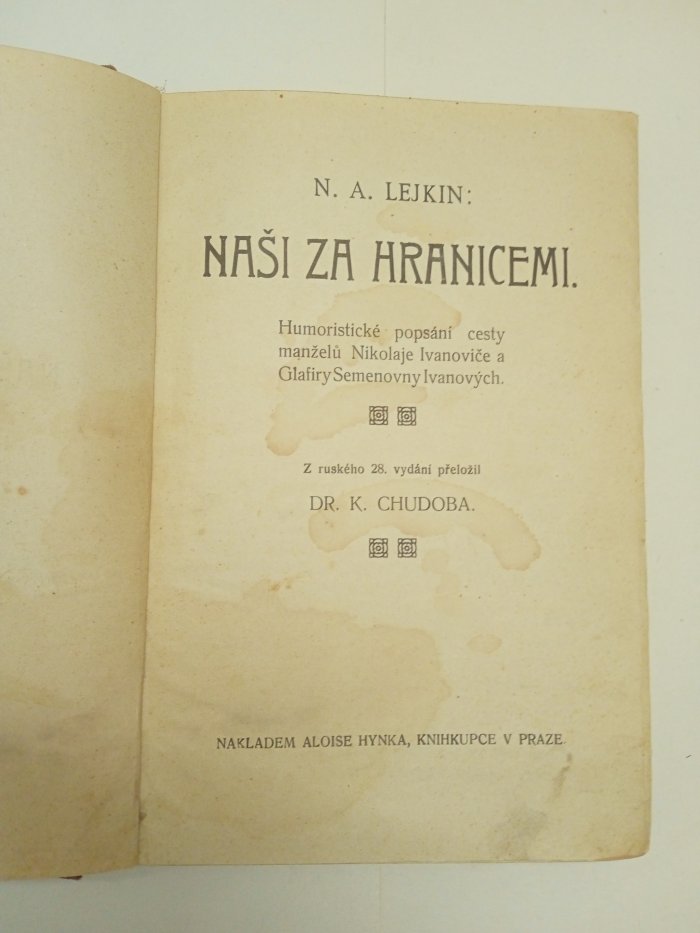 N. A. LEJKIN:
NAŠI ZA HRANICEMI.
Humoristické popsání cesty
manželů Nikolaje Ivanoviče a
Glafiry Semenovny Ivanových.
Z ruského 28. vydání přeložil
DR. K. CHUDOBA.
NAKLADEM ALOISE HYNKA, KNIHKUPCE V PRAZE.